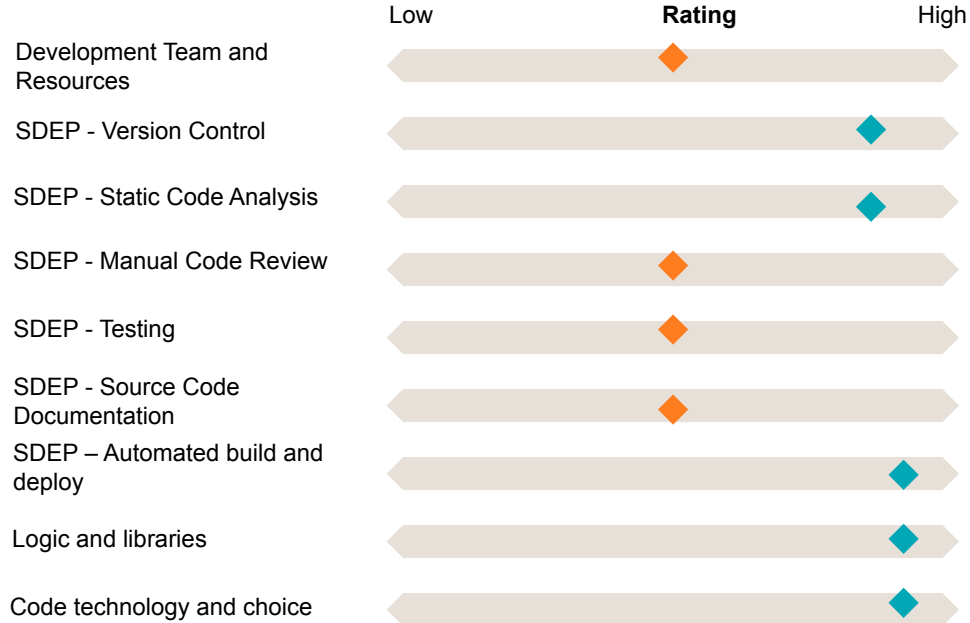 Low Rating High
Development Team and
Resources
SDEP - Version Control
SDEP - Static Code Analysis
SDEP - Manual Code Review
SDEP - Testing
SDEP - Source Code
Documentation
SDEP – Automated build and
deploy
Logic and libraries
Code technology and choice